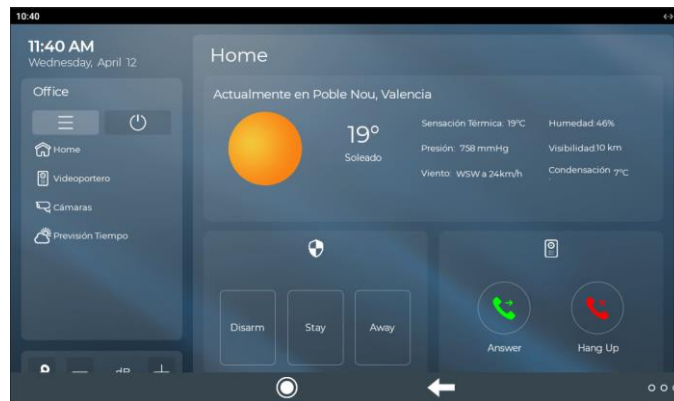 10:40
11:40 AM
Wednesday, April 12
Office
Home
Videoportero
Cámaras
Previsión Tiempo
dB
Home
Actualmente en Poble Nou, Valencia
19°
Soleado
Sensación Térmica: 19°C
Humedad:46%
Presión: 758 mmHg
Visibilidad:10 km
Viento: WSW a 24km/h
Condensación 7°C
:
Disarm
Stay
Away
Answer
Hang Up